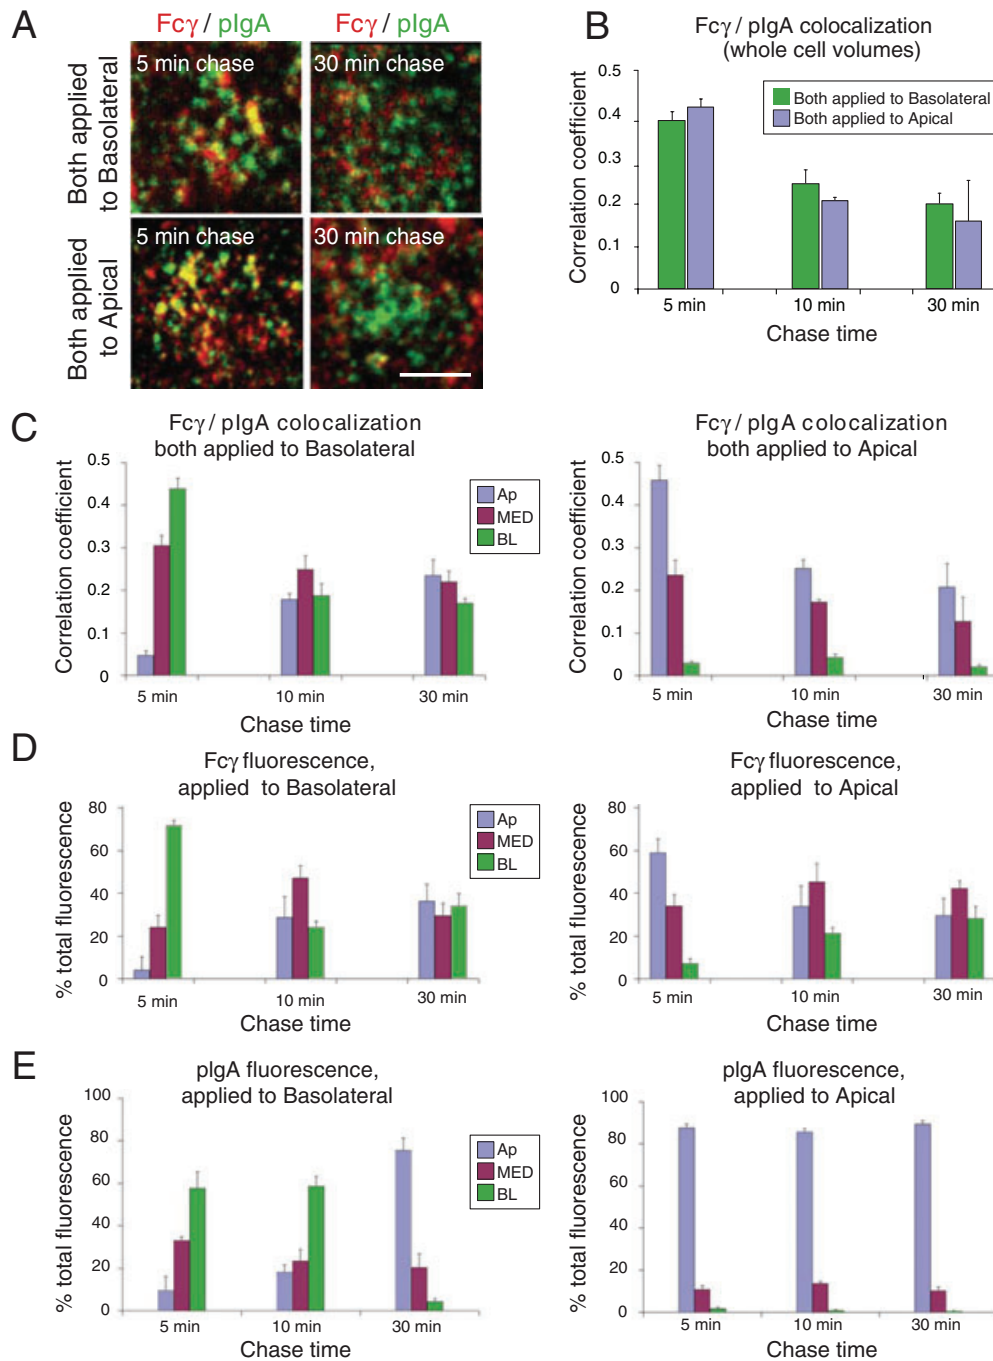 A
Fcγ / pIgA
Fcγ / pIgA
Both applied
to Basolateral
5 min chase
30 min chase
Both applied
to Apical
5 min chase
30 min chase
B
Fcγ / pIgA colocalization
(whole cell volumes)
Correlation coefficient
0.5
0.4
0.3
0.2
0.1
0
Both applied to Basolateral
Both applied to Apical
5 min
10 min
30 min
Chase time
C
Fcγ / pIgA colocalization
both applied to Basolateral
Correlation coefficient
0.5
0.4
0.3
0.2
0.1
0
Ap
MED
BL
5 min
10 min
30 min
Chase time
Fcγ / pIgA colocalization
both applied to Apical
Correlation coefficient
0.5
0.4
0.3
0.2
0.1
0
5 min
10 min
30 min
Chase time
D
Fcγ fluorescence,
applied to Basolateral
% total fluorescence
80
60
40
20
0
Ap
MED
BL
5 min
10 min
30 min
Chase time
Fcγ fluorescence,
applied to Apical
% total fluorescence
80
60
40
20
0
5 min
10 min
30 min
Chase time
E
pIgA fluorescence,
applied to Basolateral
% total fluorescence
100
80
60
40
20
0
Ap
MED
BL
5 min
10 min
30 min
Chase time
pIgA fluorescence,
applied to Apical
% total fluorescence
100
80
60
40
20
0
5 min
10 min
30 min
Chase time